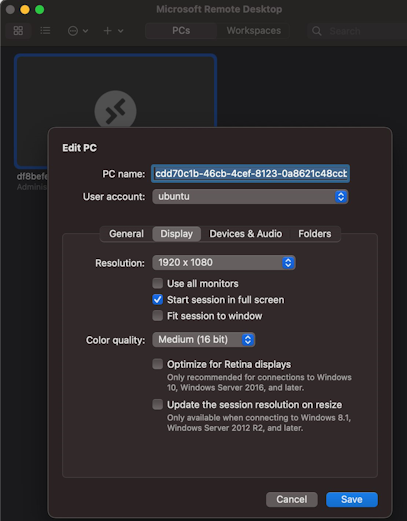 Microsoft Remote Desktop
PCs Workspaces Search
df8befe
Adminis
Edit PC
PC name: cdd70c1b-46cb-4cef-8123-0a8621c48ccb
User account: ubuntu
General Display Devices & Audio Folders
Resolution: 1920 x 1080
Use all monitors
Start session in full screen
Fit session to window
Color quality: Medium (16 bit)
Optimize for Retina displays
Only recommended for connections to Windows
10, Windows Server 2016, and later.
Update the session resolution on resize
Only available when connecting to Windows 8.1,
Windows Server 2012 R2, and later.
Cancel Save